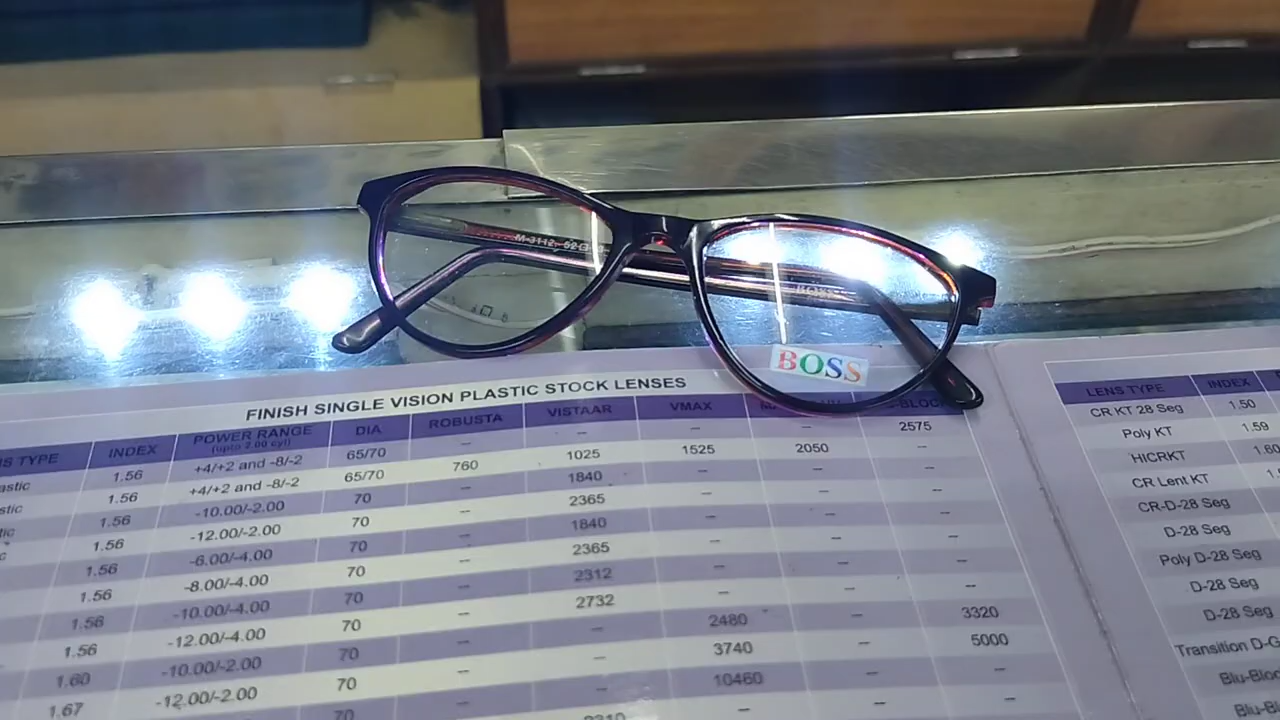 M-3112, 52
BOSS
FINISH SINGLE VISION PLASTIC STOCK LENSES
INDEX POWER RANGE DIA ROBUSTA VISTAAR VMAX
(upto 2.00 cyl)
1.56 +4/+2 and -8/-2 65/70 -- -- -- -- 2575
1.56 +4/+2 and -8/-2 65/70 760 1025 1525 2050 --
1.56 -10.00/-2.00 70 -- 1840 -- -- --
1.56 -12.00/-2.00 70 -- 2365 -- -- --
1.56 -6.00/-4.00 70 -- 1840 -- -- --
1.56 -8.00/-4.00 70 -- 2365 -- -- --
1.56 -10.00/-4.00 70 -- 2312 -- -- --
1.56 -12.00/-4.00 70 -- 2732 -- -- --
1.60 -10.00/-2.00 70 -- -- 2480 -- 3320
1.67 -12.00/-2.00 70 -- -- 3740 -- 5000
70 -- -- 10460 -- --
LENS TYPE INDEX
CR KT 28 Seg 1.50
Poly KT 1.59
HICRKT 1.60
CR Lent KT
CR-D-28 Seg
D-28 Seg
Poly D-28 Seg
D-28 Seg
D-28 Seg
Transition D-